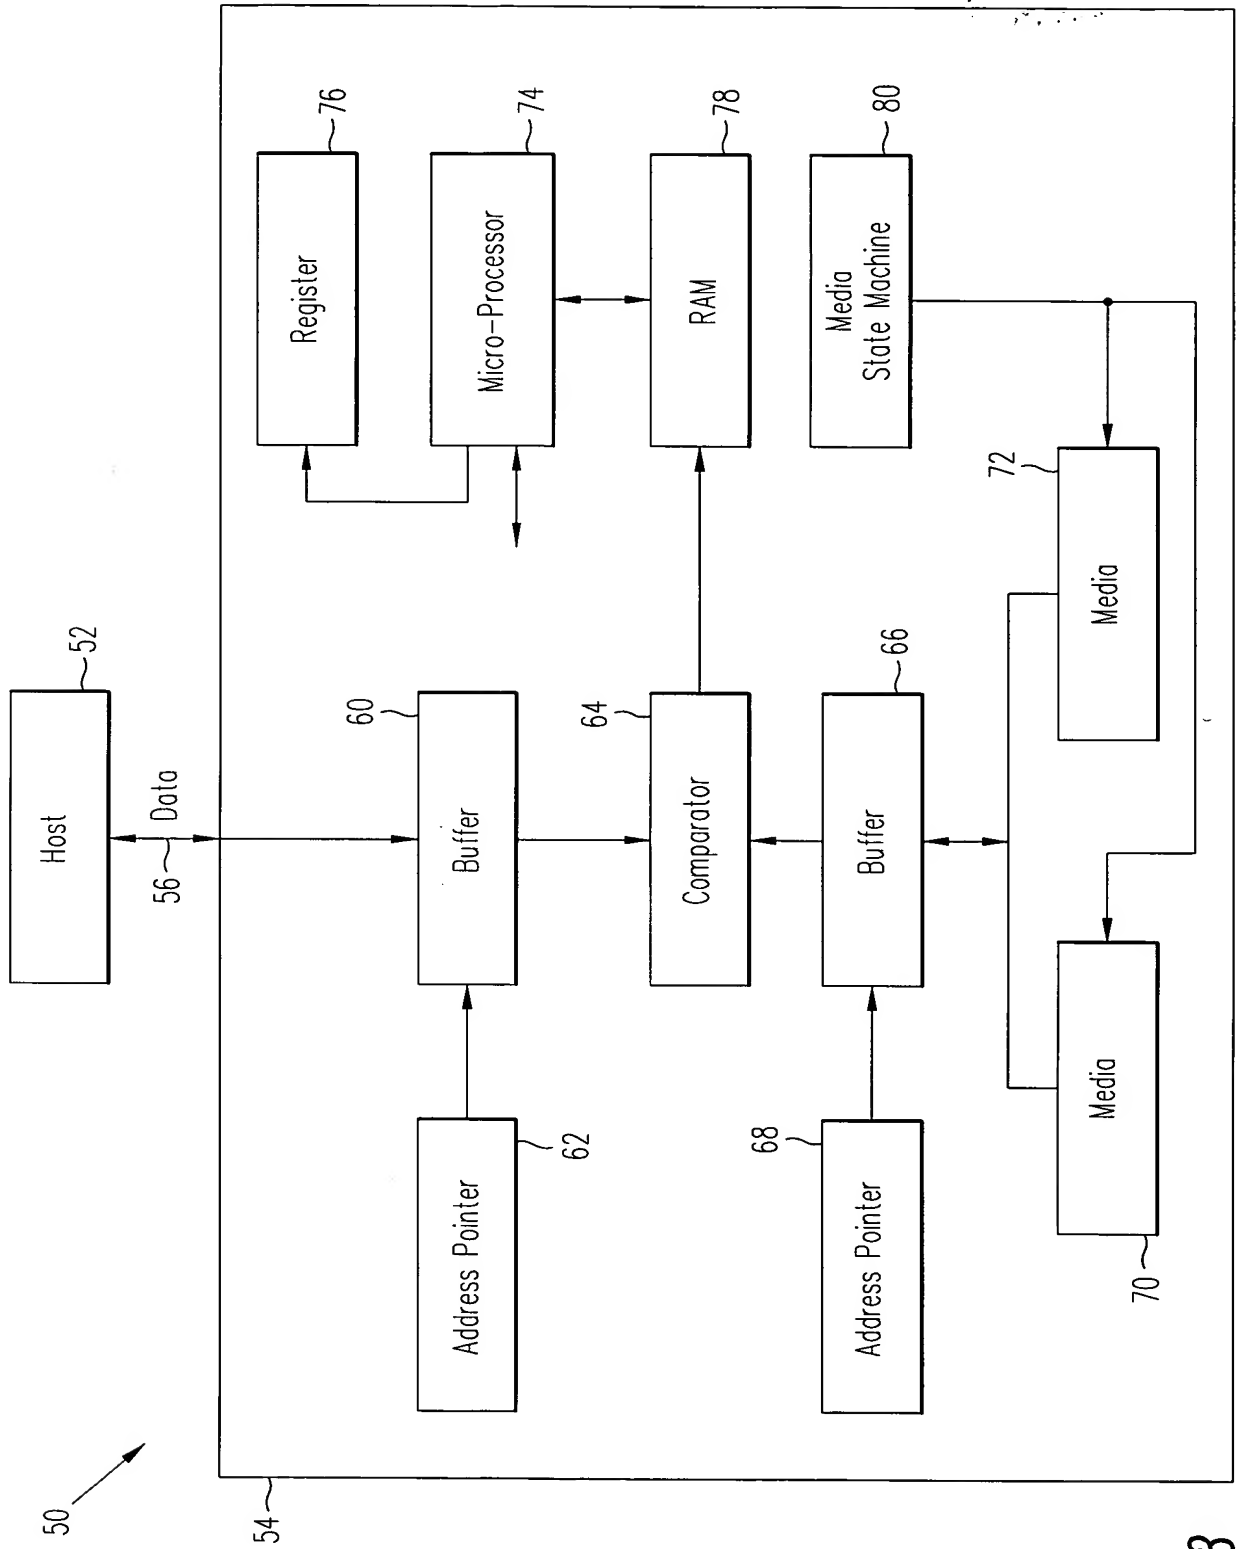 50
Host
52
56
Data
54
76
Register
60
74
Micro-Processor
Buffer
Address Pointer
62
64
78
Comparator
RAM
68
66
80
Address Pointer
Buffer
Media
State Machine
72
Media
Media
70